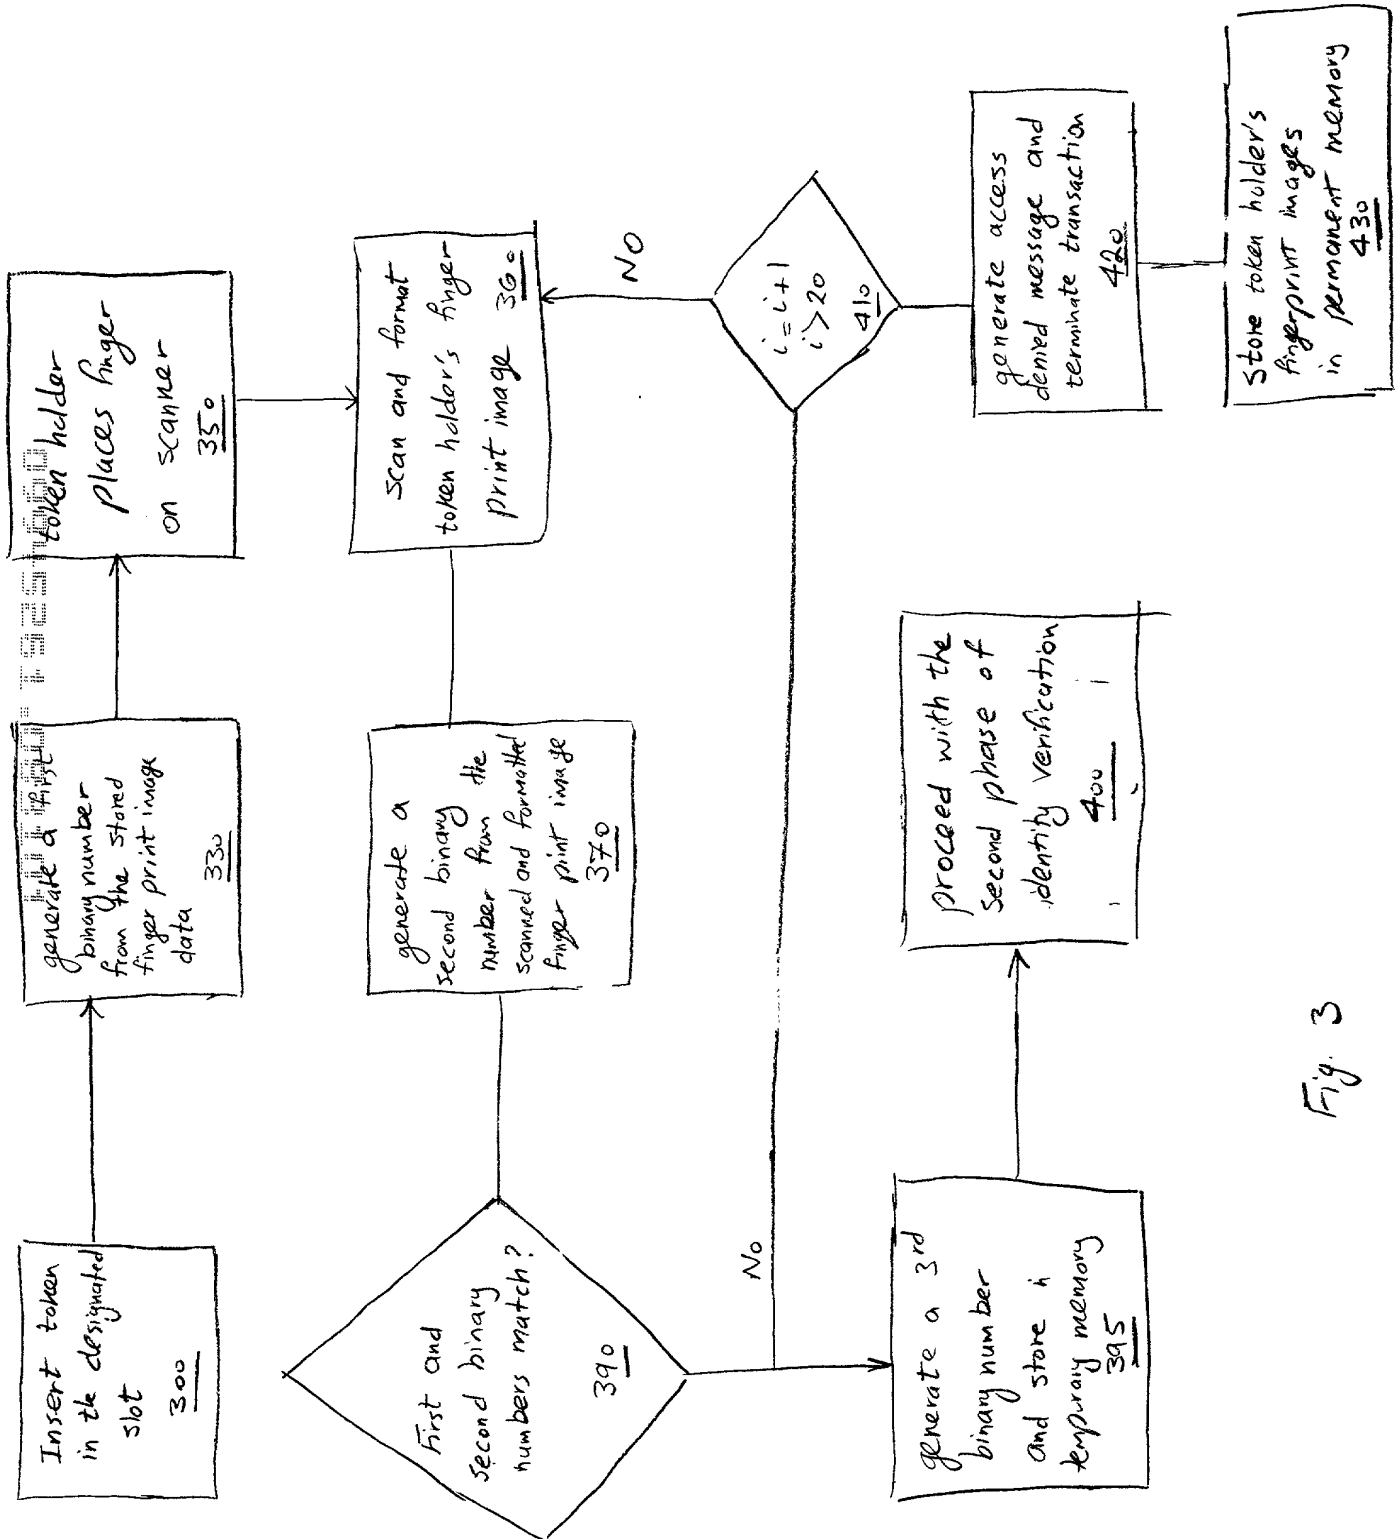 Insert token
in the designated
slot
300
generate a first
binary number
from the stored
finger print image
data
330
token holder
places finger
on scanner
350
scan and format
token holder's finger
print image 360
generate a
second binary
number from the
scanned and formatted
finger print image
370
First and
second binary
numbers match?
390
No
generate a 3rd
binary number
and store in
tempurary memory
395
proceed with the
second phase of
identity verification
400
NO
i = i + 1
i > 20
410
generate access
denied message and
terminate transaction
420
Store token holder's
fingerprint images
in permanent memory
430
Fig. 3